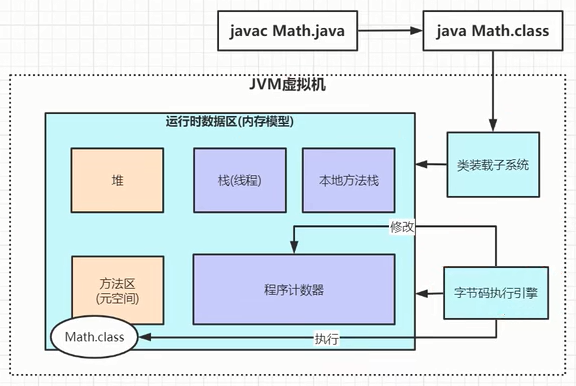 javac Math.java
java Math.class
JVM虚拟机
运行时数据区(内存模型)
堆
栈(线程)
本地方法栈
类装载子系统
修改
方法区
(元空间)
程序计数器
字节码执行引擎
Math.class
执行